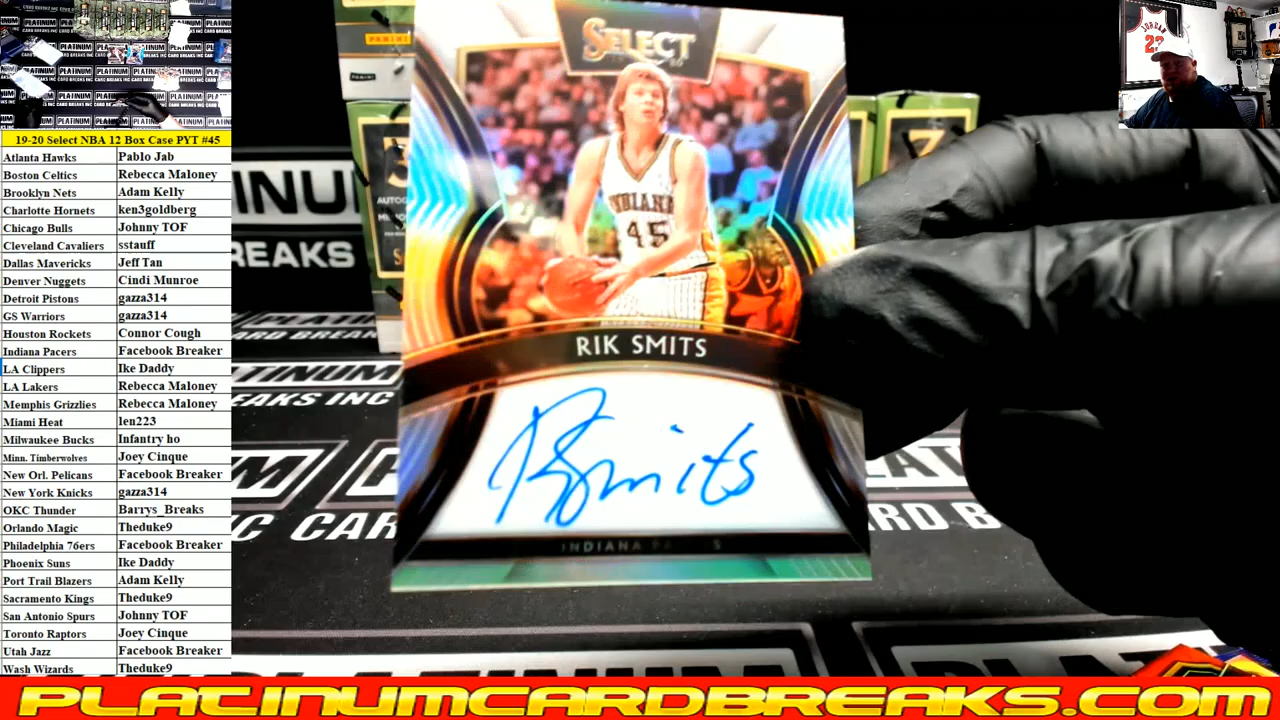 19-20 Select NBA 12 Box Case PYT #45
Atlanta Hawks Pablo Jab
Boston Celtics Rebecca Maloney
Brooklyn Nets Adam Kelly
Charlotte Hornets ken3goldberg
Chicago Bulls Johnny TOF
Cleveland Cavaliers sstauff
Dallas Mavericks Jeff Tan
Denver Nuggets Cindi Munroe
Detroit Pistons gazza314
GS Warriors gazza314
Houston Rockets Connor Cough
Indiana Pacers Facebook Breaker
LA Clippers Ike Daddy
LA Lakers Rebecca Maloney
Memphis Grizzlies Rebecca Maloney
Miami Heat len223
Milwaukee Bucks Infantry ho
Minn. Timberwolves Joey Cinque
New Orl. Pelicans Facebook Breaker
New York Knicks gazza314
OKC Thunder Barrys_Breaks
Orlando Magic Theduke9
Philadelphia 76ers Facebook Breaker
Phoenix Suns Ike Daddy
Port Trail Blazers Adam Kelly
Sacramento Kings Theduke9
San Antonio Spurs Johnny TOF
Toronto Raptors Joey Cinque
Utah Jazz Facebook Breaker
Wash Wizards Theduke9
SELECT
INDIANA
45
RIK SMITS
R Smits
PANINI
JORDAN
23
PLATINUMCARDBREAKS.COM